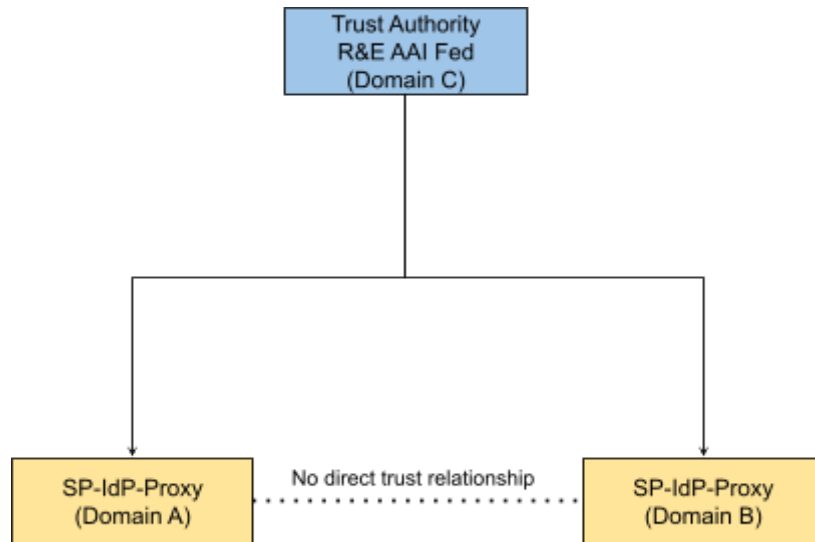 Trust Authority
R&E AAI Fed
(Domain C)
No direct trust relationship
SP-IdP-Proxy
(Domain A)
SP-IdP-Proxy
(Domain B)